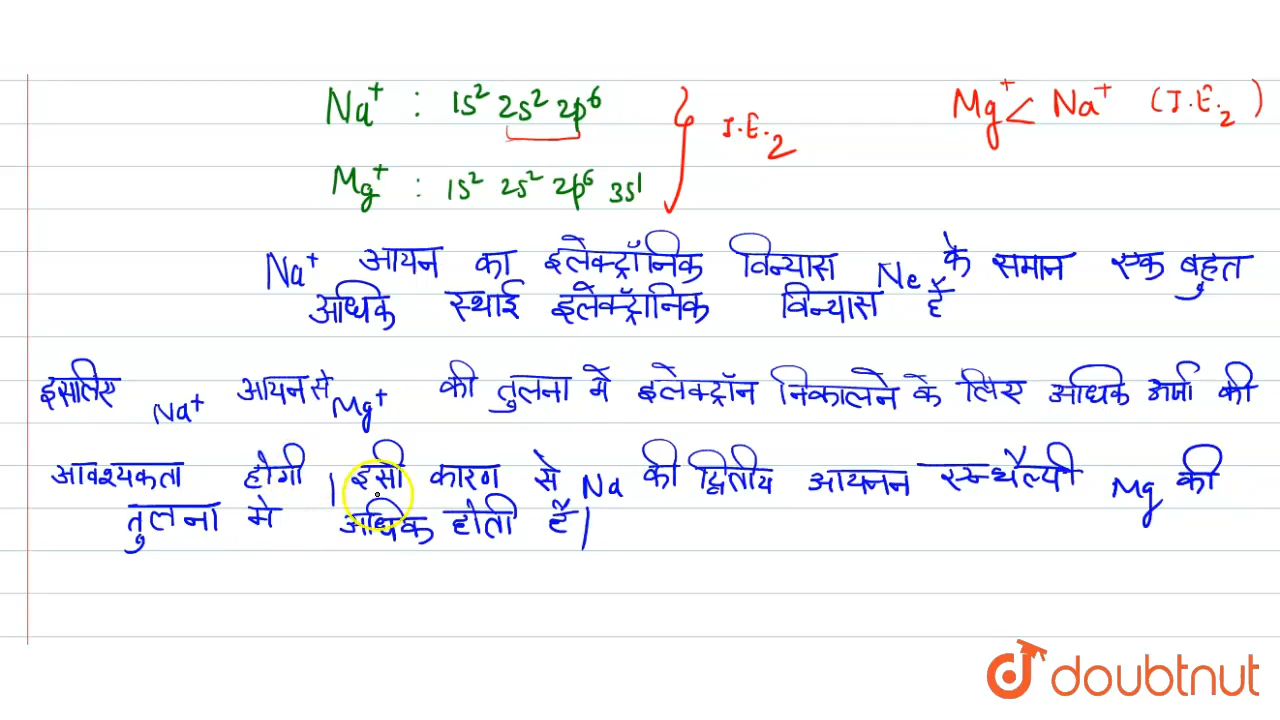 Na⁺ : 1s² 2s² 2p⁶ I.E.₂ Mg⁺ < Na⁺ (I.E.₂)
Mg⁺ : 1s² 2s² 2p⁶ 3s¹
Na⁺ आयन का इलेक्ट्रॉनिक विन्यास Ne के समान एक बहुत
अधिक स्थाई इलेक्ट्रॉनिक विन्यास है
इसलिए Na⁺ आयन से Mg⁺ की तुलना में इलेक्ट्रॉन निकालने के लिए अधिक ऊर्जा की
आवश्यकता होगी । इसी कारण से Na की द्वितीय आयनन एन्थैल्पी Mg की
तुलना मे अधिक होती है ।
doubtnut